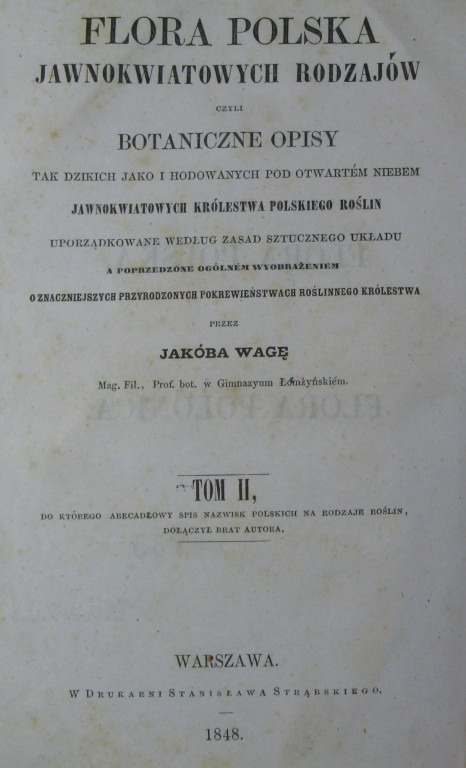 FLORA POLSKA
JAWNOKWIATOWYCH RODZAJÓW
CZYLI
BOTANICZNE OPISY
TAK DZIKICH JAKO I HODOWANYCH POD OTWARTÉM NIEBEM
JAWNOKWIATOWYCH KRÓLESTWA POLSKIEGO ROŚLIN
UPORZĄDKOWANE WEDŁUG ZASAD SZTUCZNEGO UKŁADU
A POPRZEDZONE OGÓLNÉM WYOBRAŻENIEM
O ZNACZNIEJSZYCH PRZYRODZONYCH POKREWIEŃSTWACH ROŚLINNEGO KRÓLESTWA
PRZEZ
JAKÓBA WAGĘ
Mag. Fil., Prof. bot. w Gimnazyum Łomżyńskiém.
TOM II,
DO KTÓREGO ABECADŁOWY SPIS NAZWISK POLSKICH NA RODZAJE ROŚLIN,
DOŁĄCZYŁ BRAT AUTORA.
WARSZAWA.
W DRUKARNI STANISŁAWA STRĄBSKIEGO.
1848.
FLORA POLONICA,